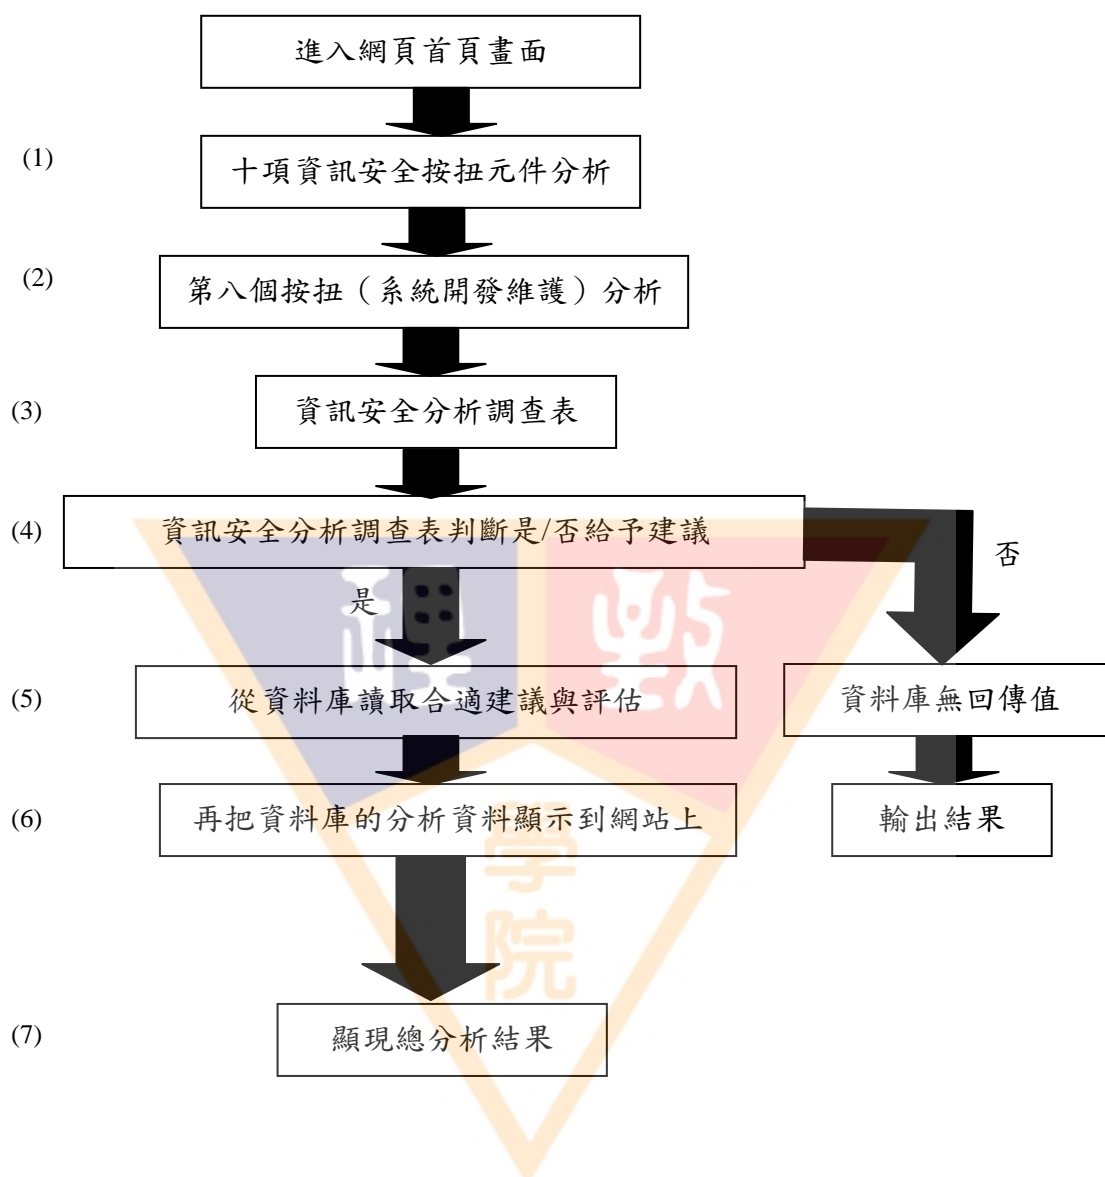 進入網頁首頁畫面
(1)
十項資訊安全按扭元件分析
(2)
第八個按扭（系統開發維護）分析
(3)
資訊安全分析調查表
(4)
資訊安全分析調查表判斷是/否給予建議
是
否
(5)
從資料庫讀取合適建議與評估
資料庫無回傳值
(6)
再把資料庫的分析資料顯示到網站上
輸出結果
學
院
(7)
顯現總分析結果